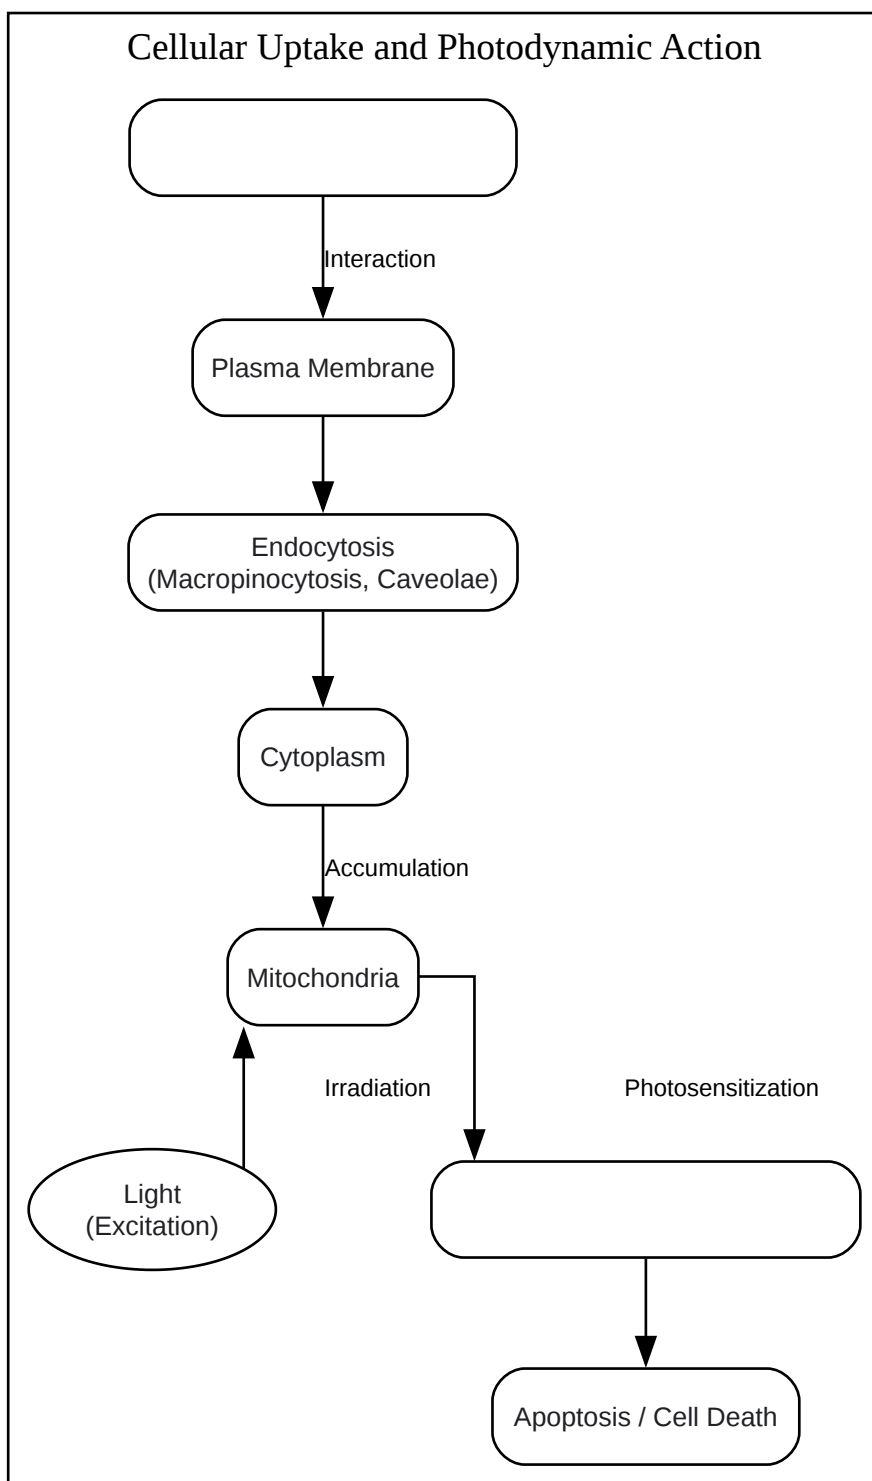 Cellular Uptake and Photodynamic Action
Interaction
Plasma Membrane
Endocytosis
(Macropinocytosis, Caveolae)
Cytoplasm
Accumulation
Mitochondria
Irradiation
Photosensitization
Light
(Excitation)
Apoptosis / Cell Death